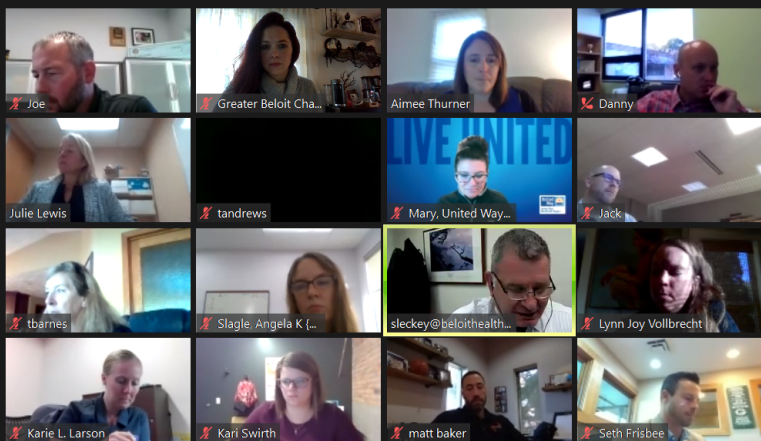 Joe
Greater Beloit Cha...
Aimee Thurner
Danny
Julie Lewis
tandrews
LIVE UNITED
Mary, United Way...
Jack
tbarnes
Slagle, Angela K {...
sleckey@beloithealth...
Lynn Joy Vollbrecht
Karie L. Larson
Kari Swirth
matt baker
Seth Frisbee